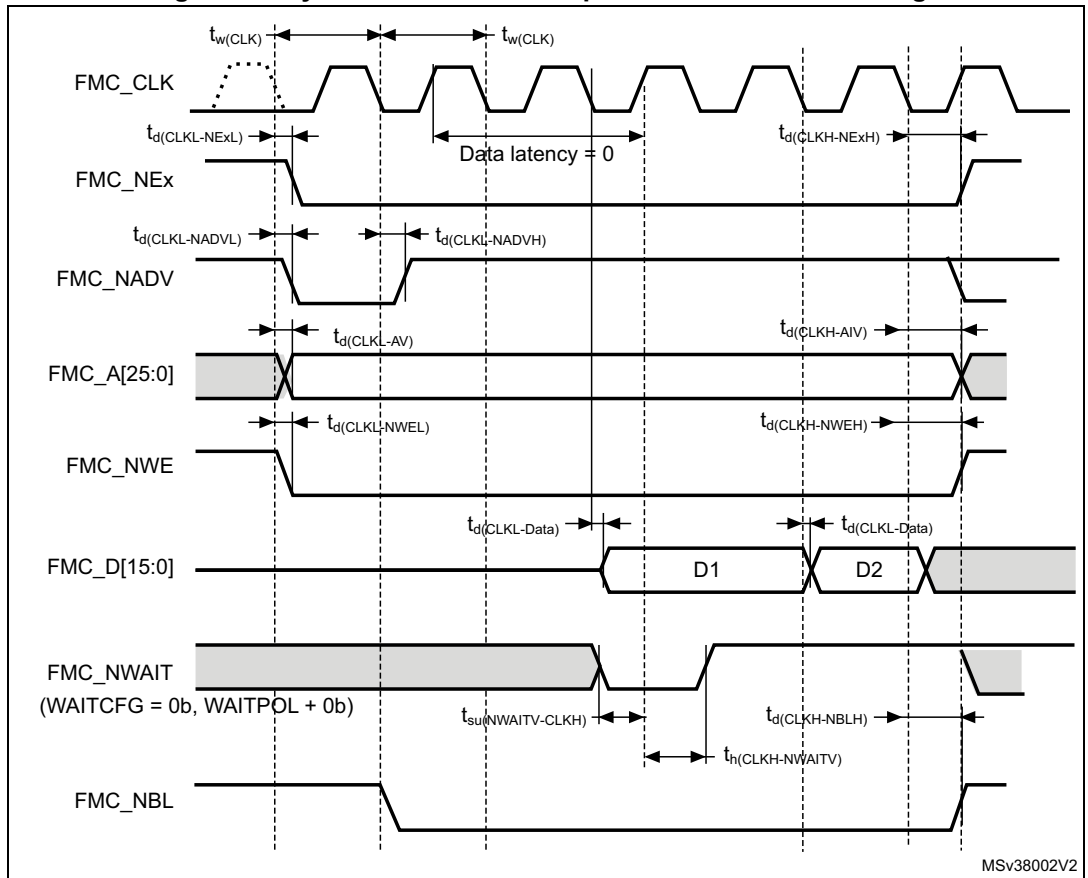 tw(CLK) tw(CLK)
FMC_CLK
td(CLKL-NExL) td(CLKH-NExH)
Data latency = 0
FMC_NEx
td(CLKL-NADVL) td(CLKL-NADVH)
FMC_NADV
td(CLKL-AV) td(CLKH-AIV)
FMC_A[25:0]
td(CLKL-NWEL) td(CLKH-NWEH)
FMC_NWE
td(CLKL-Data) td(CLKL-Data)
FMC_D[15:0] D1 D2
FMC_NWAIT
(WAITCFG = 0b, WAITPOL + 0b)
tsu(NWAITV-CLKH) td(CLKH-NBLH)
th(CLKH-NWAITV)
FMC_NBL
MSv38002V2